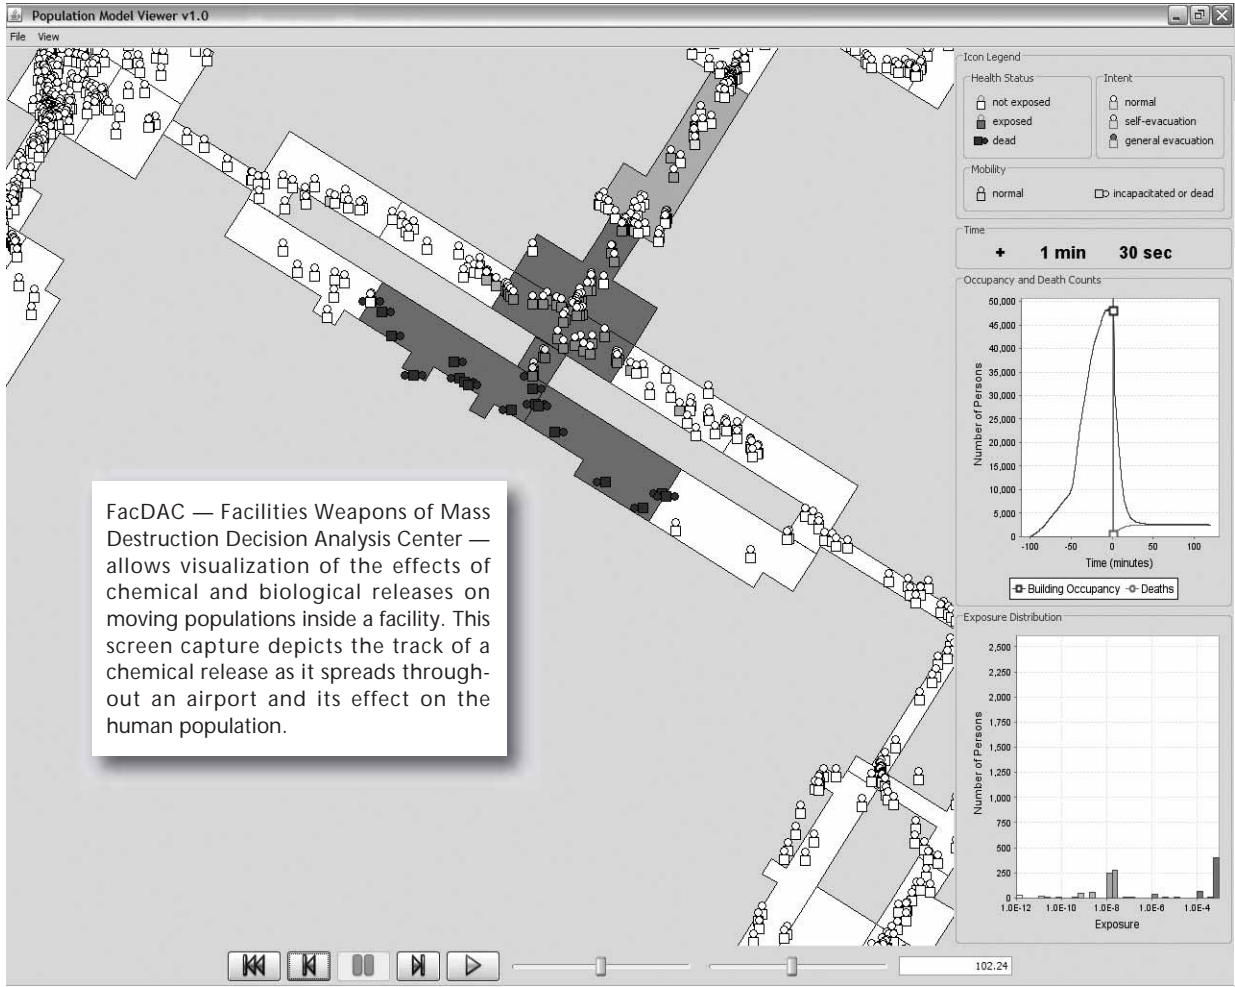 Population Model Viewer v1.0
File View
Icon Legend
Health Status
not exposed
exposed
dead
Intent
normal
self-evacuation
general evacuation
Mobility
normal
incapacitated or dead
Time
+ 1 min 30 sec
Occupancy and Death Counts
50,000
45,000
40,000
35,000
30,000
25,000
20,000
15,000
10,000
5,000
0
Number of Persons
-100 -50 0 50 100
Time (minutes)
Building Occupancy Deaths
Exposure Distribution
2,500
2,250
2,000
1,750
1,500
1,250
1,000
750
500
250
0
Number of Persons
1.0E-12 1.0E-10 1.0E-8 1.0E-6 1.0E-4
Exposure
FacDAC — Facilities Weapons of Mass
Destruction Decision Analysis Center —
allows visualization of the effects of
chemical and biological releases on
moving populations inside a facility. This
screen capture depicts the track of a
chemical release as it spreads through-
out an airport and its effect on the
human population.
102.24